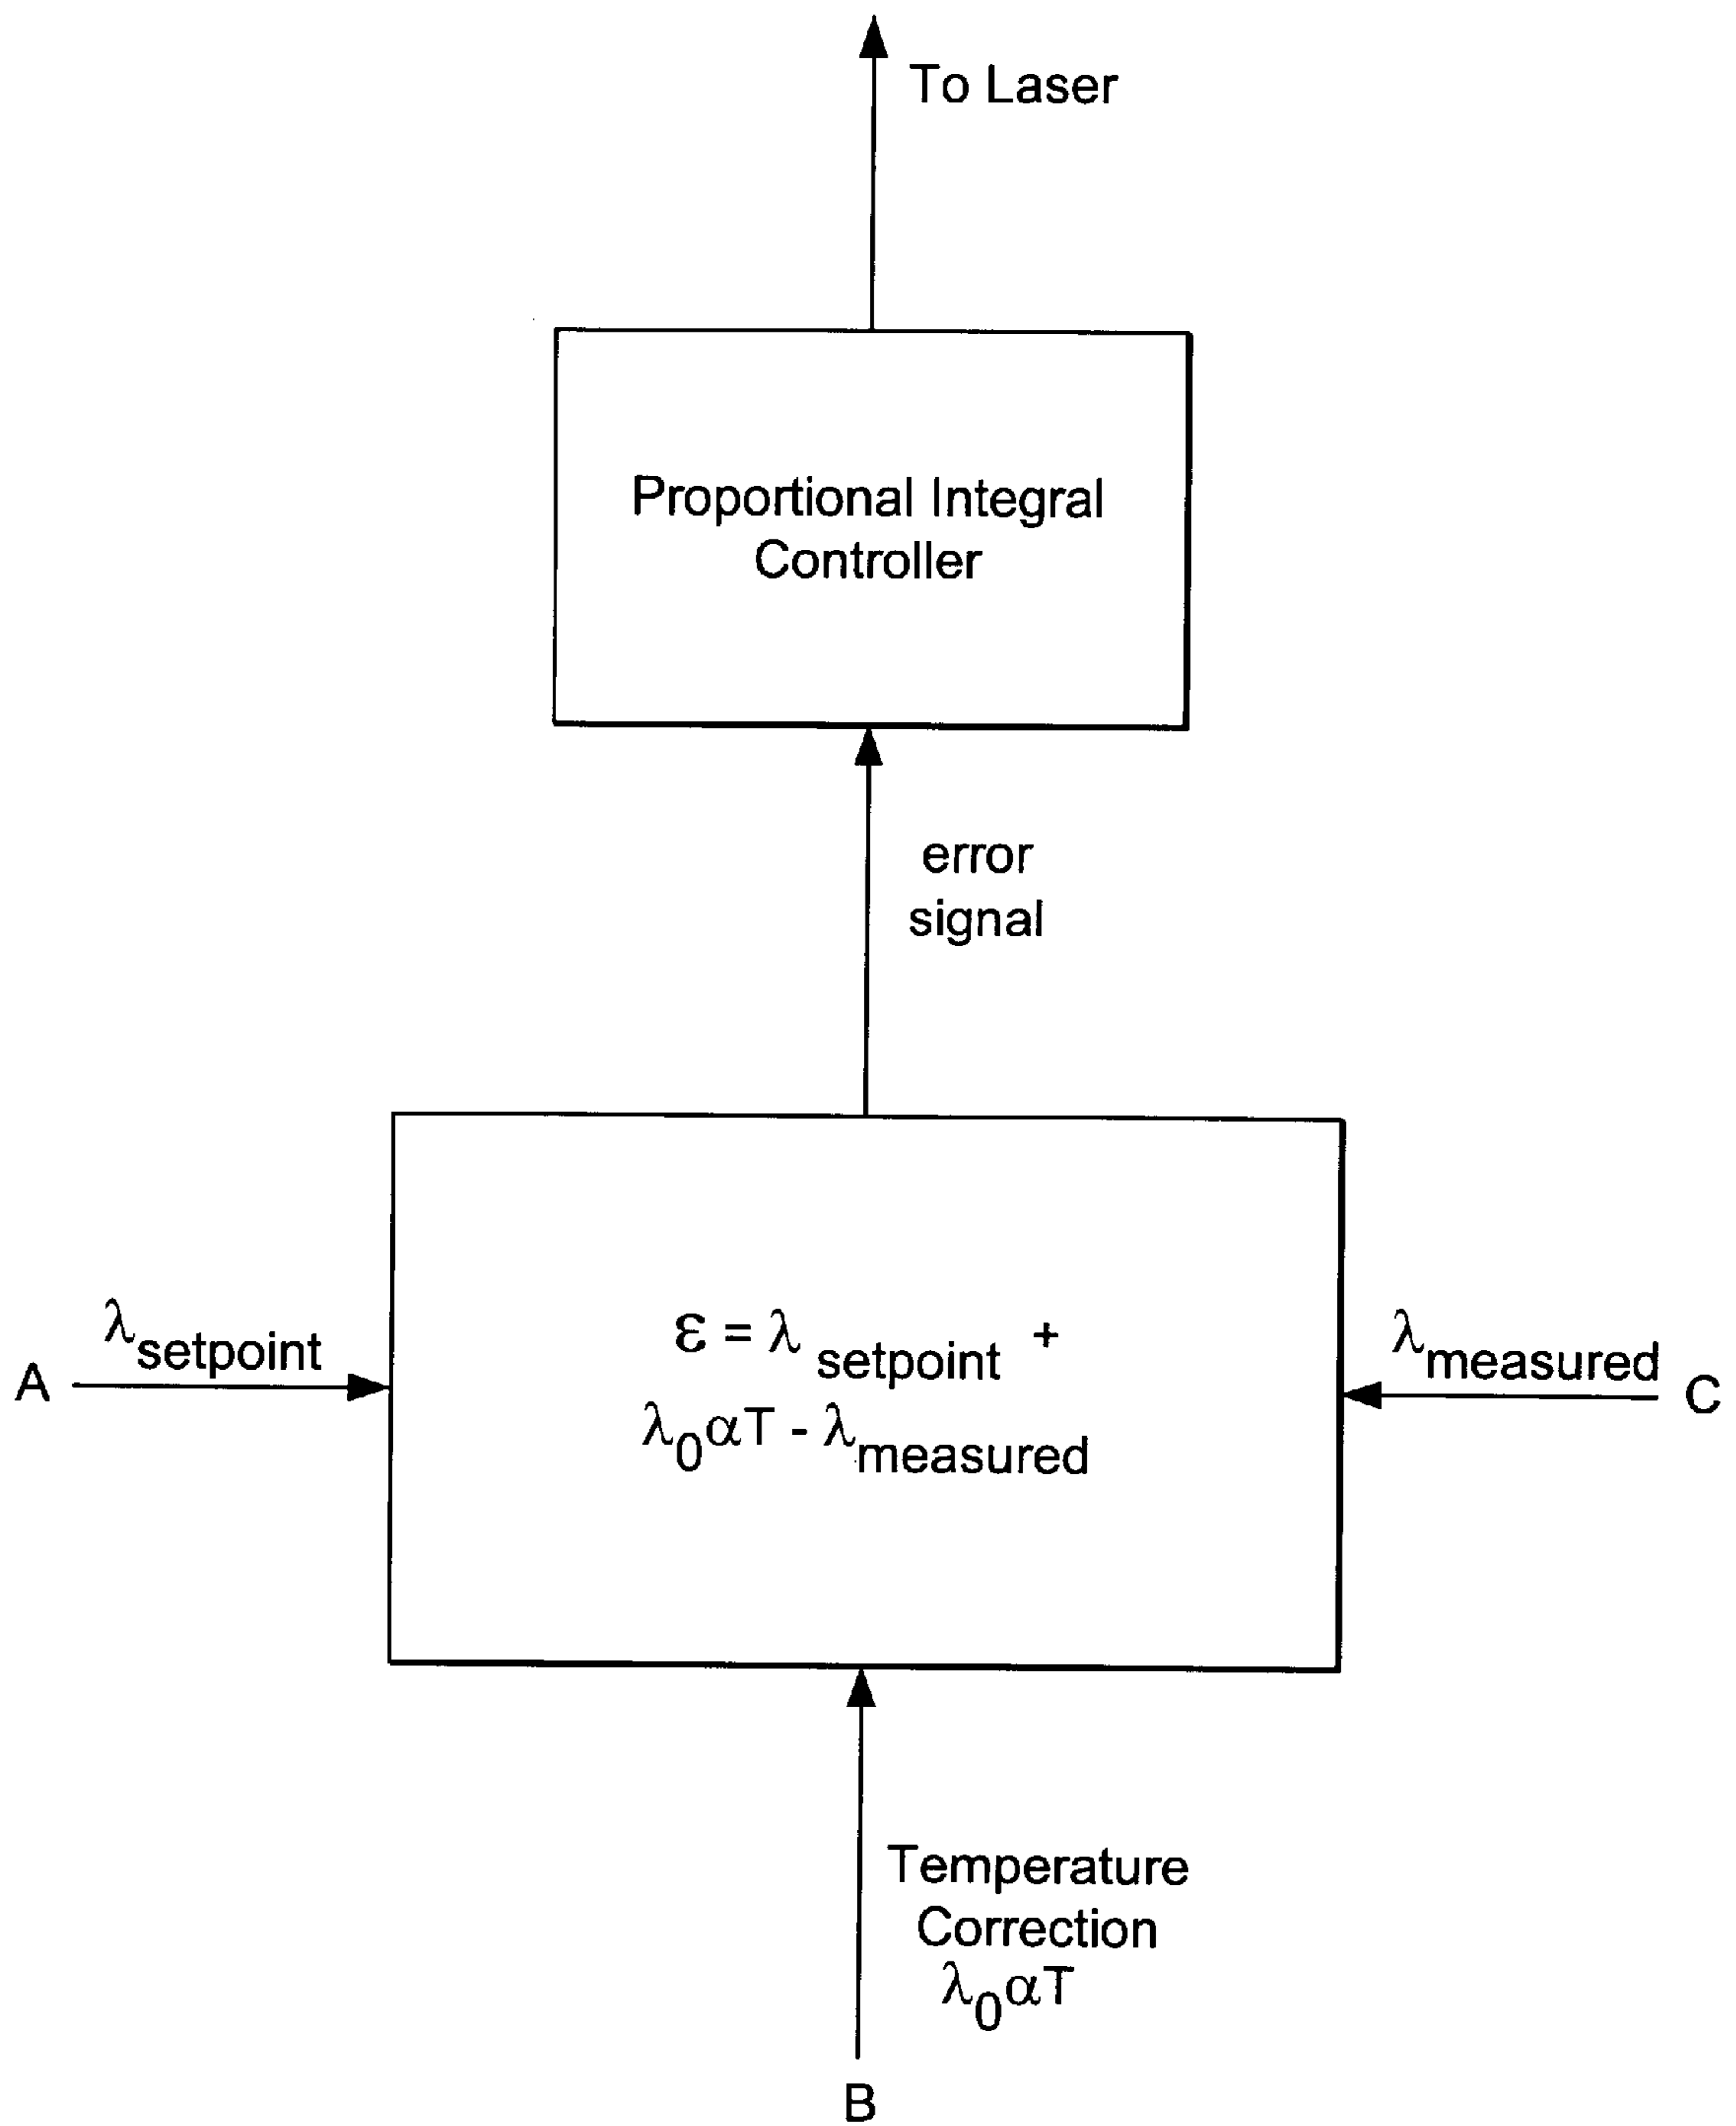 To Laser
Proportional Integral
Controller
error
signal
λsetpoint
A
ε = λ setpoint +
λ0αT - λmeasured
λmeasured
C
Temperature
Correction
λ0αT
B